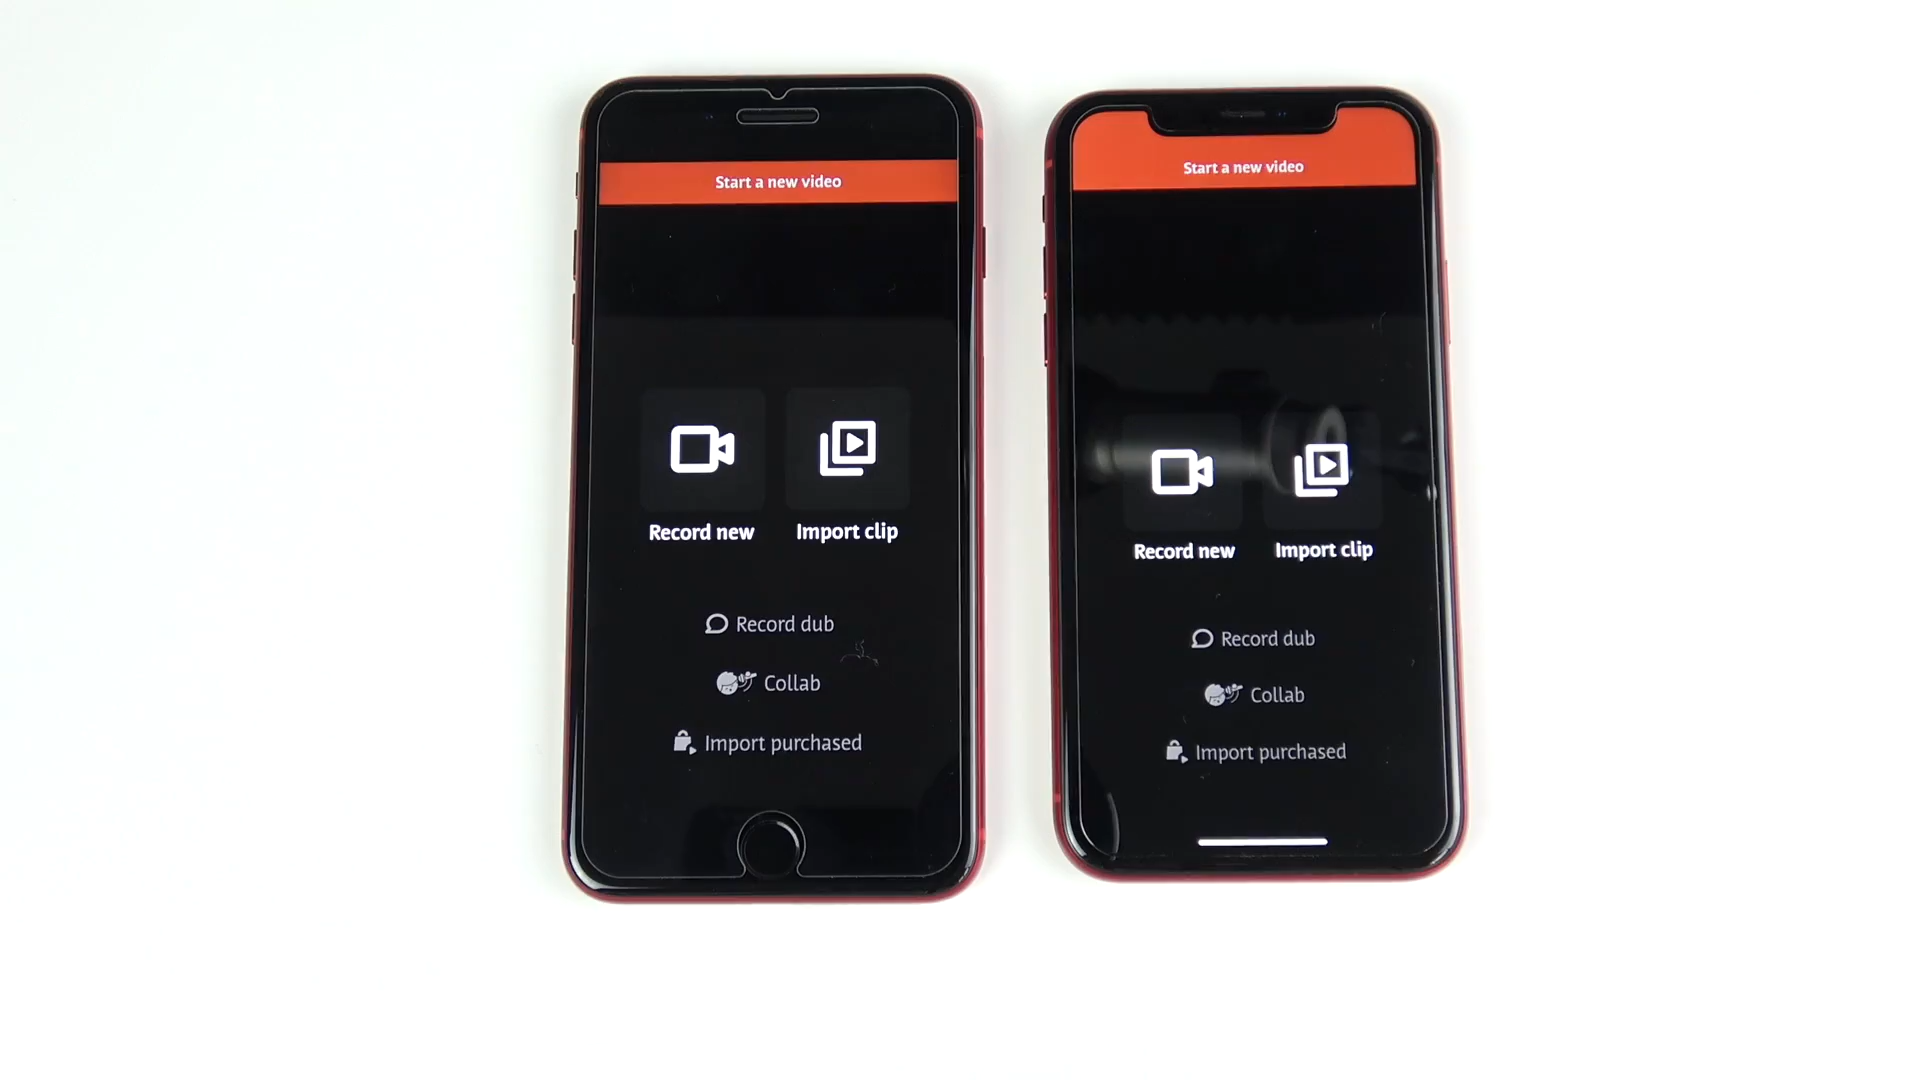 Start a new video
Record new
Import clip
Record dub
Collab
Import purchased
Start a new video
Record new
Import clip
Record dub
Collab
Import purchased